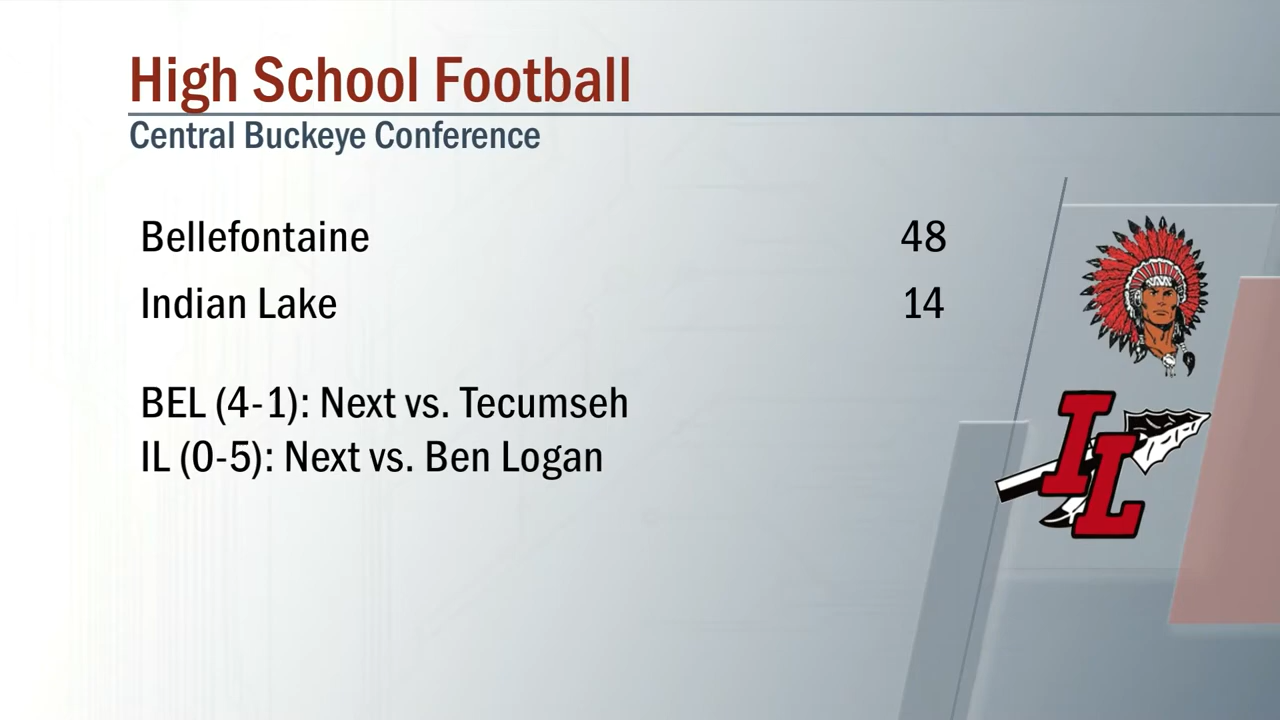 High School Football
Central Buckeye Conference
Bellefontaine 48
Indian Lake 14
BEL (4-1): Next vs. Tecumseh
IL (0-5): Next vs. Ben Logan
IL